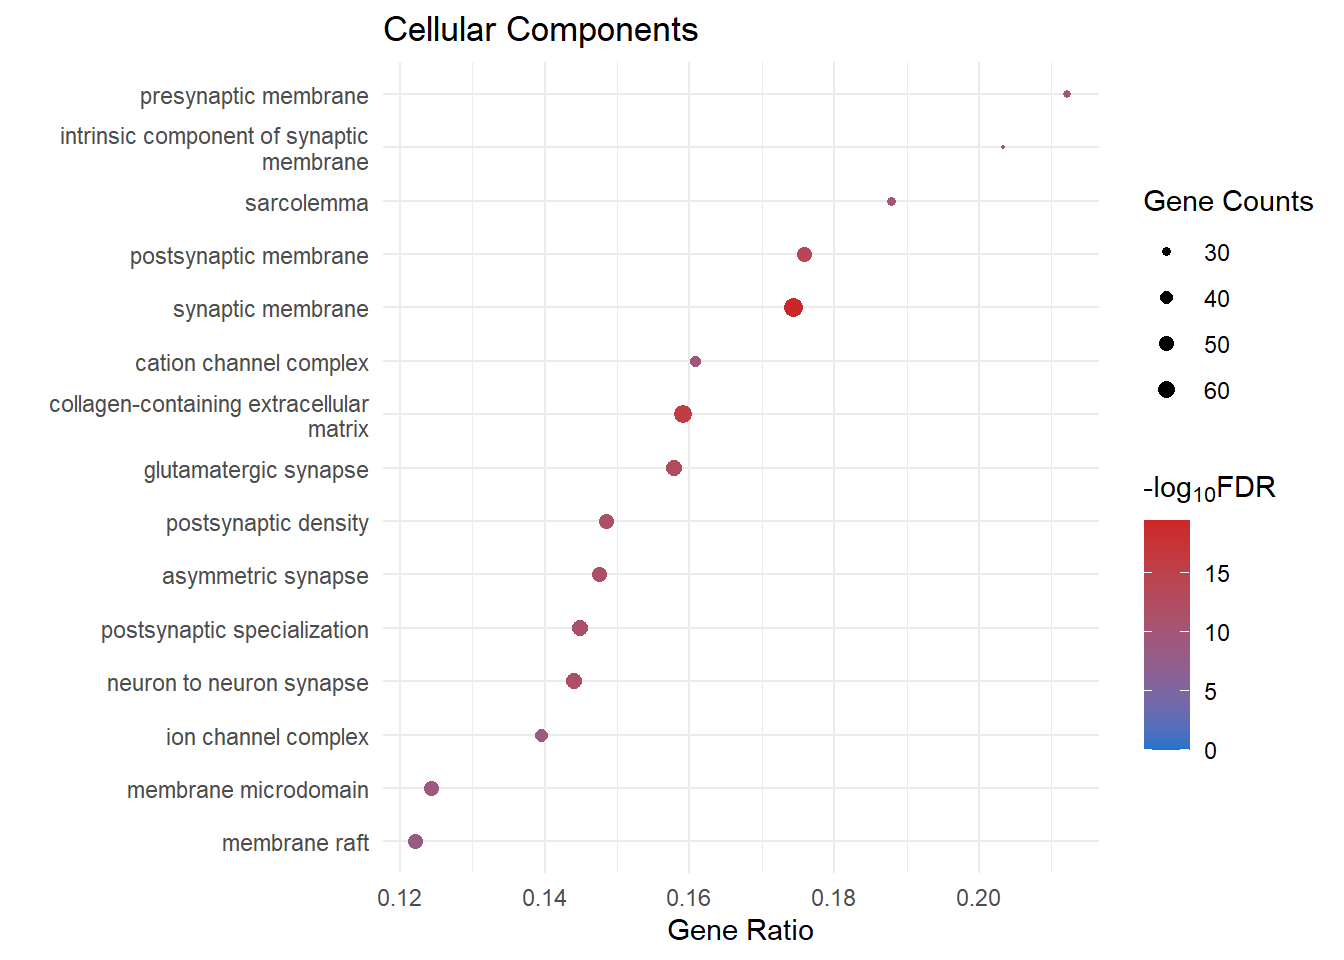 Cellular Components
presynaptic membrane
intrinsic component of synaptic
membrane
sarcolemma
postsynaptic membrane
synaptic membrane
cation channel complex
collagen-containing extracellular
matrix
glutamatergic synapse
postsynaptic density
asymmetric synapse
postsynaptic specialization
neuron to neuron synapse
ion channel complex
membrane microdomain
membrane raft
0.12 0.14 0.16 0.18 0.20
Gene Ratio
Gene Counts
30
40
50
60
-log₁₀FDR
15
10
5
0